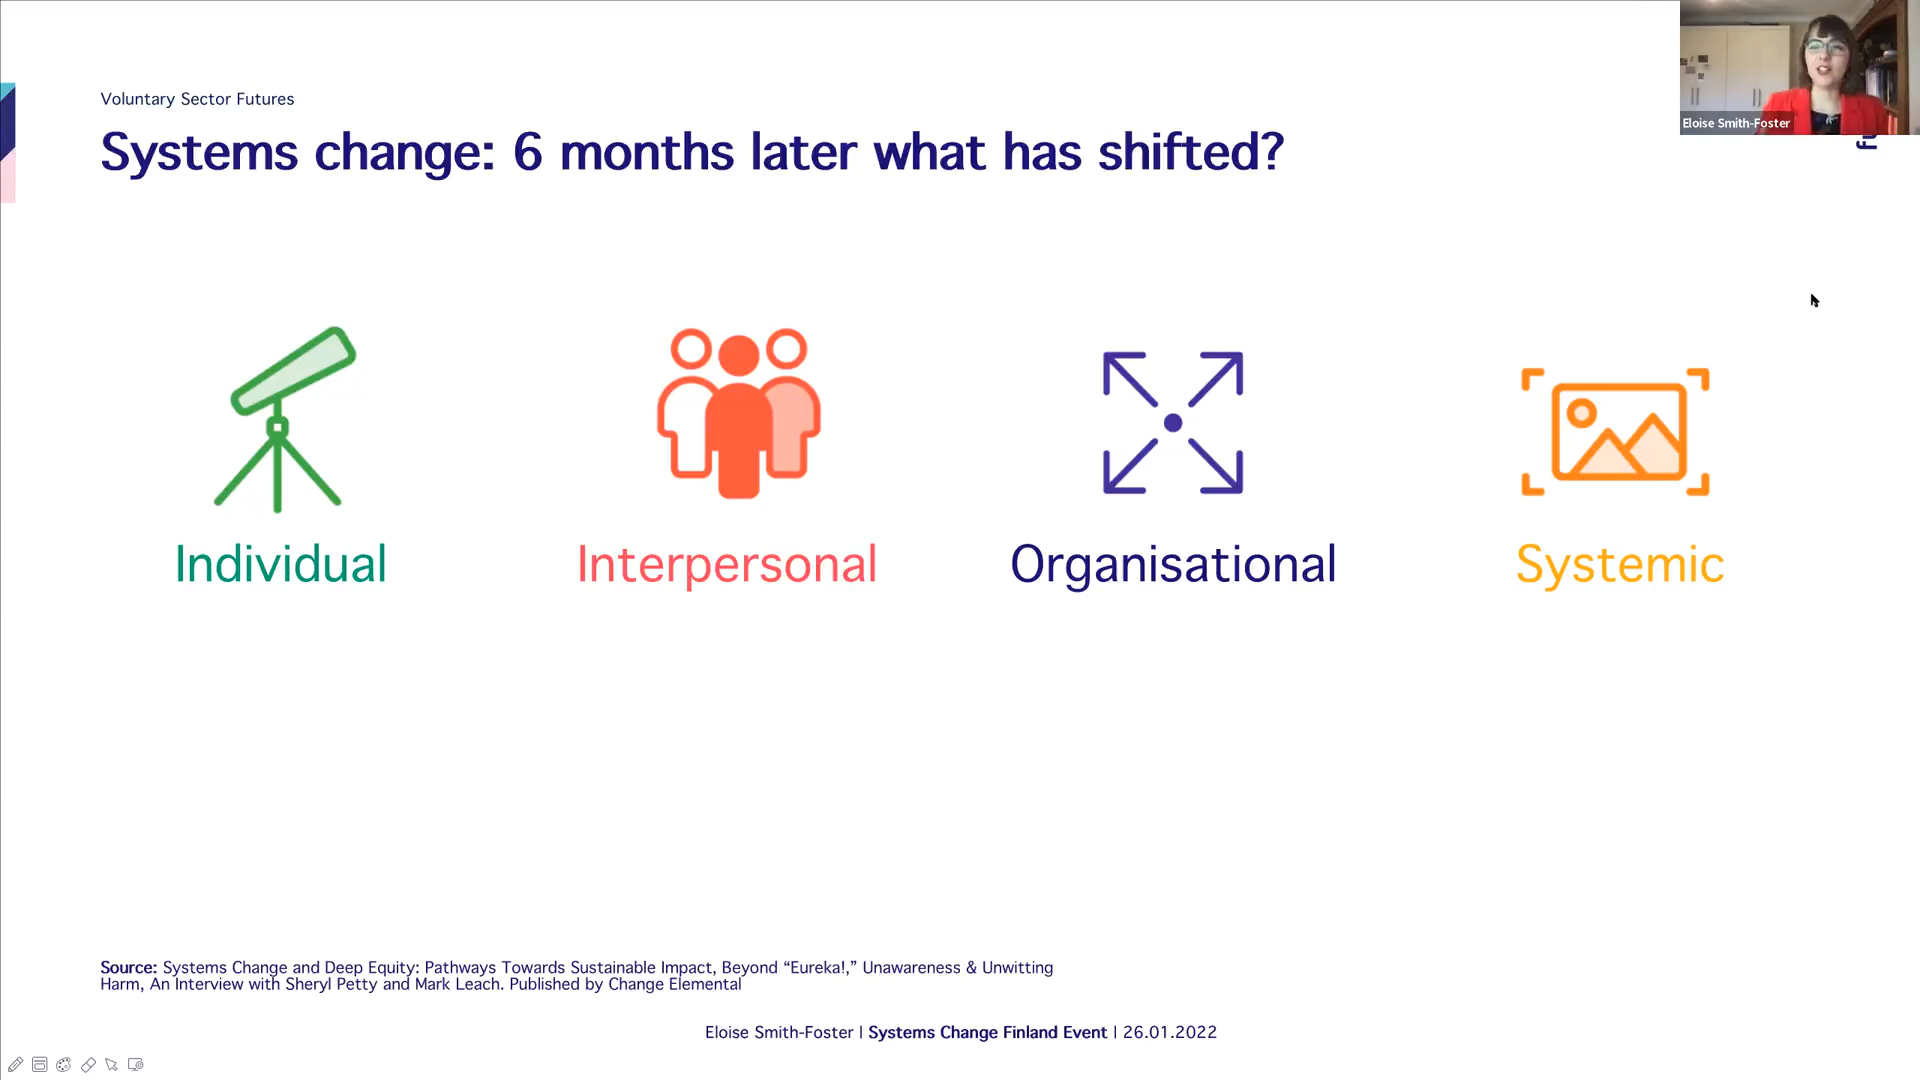 Voluntary Sector Futures
Systems change: 6 months later what has shifted?
Eloise Smith-Foster
Individual
Interpersonal
Organisational
Systemic
Source: Systems Change and Deep Equity: Pathways Towards Sustainable Impact, Beyond “Eureka!,” Unawareness & Unwitting
Harm, An Interview with Sheryl Petty and Mark Leach. Published by Change Elemental
Eloise Smith-Foster | Systems Change Finland Event | 26.01.2022